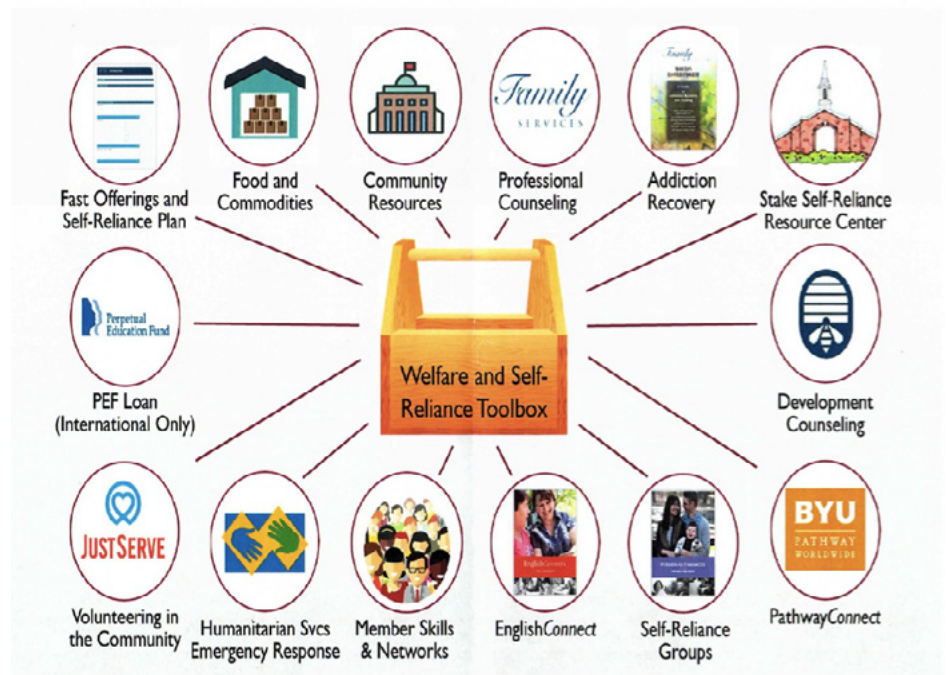 Family
SERVICES
Family
Fast Offerings and
Self-Reliance Plan
Food and
Commodities
Community
Resources
Professional
Counseling
Addiction
Recovery
Stake Self-Reliance
Resource Center
Perpetual
Education Fund
PEF Loan
(International Only)
Welfare and Self-
Reliance Toolbox
Development
Counseling
JUSTSERVE
Volunteering in
the Community
Humanitarian Svcs
Emergency Response
Member Skills
& Networks
EnglishConnect
EnglishConnect
Self-Reliance
Groups
BYU
PATHWAY
WORLDWIDE
PathwayConnect